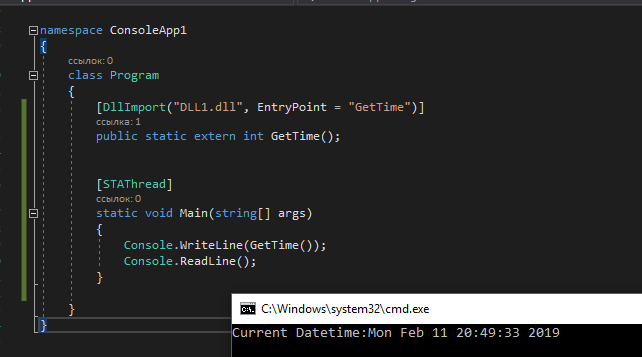 namespace ConsoleApp1
{
ссылок: 0
class Program
{
[DllImport("DLL1.dll", EntryPoint = "GetTime")]
ссылка: 1
public static extern int GetTime();
[STAThread]
ссылок: 0
static void Main(string[] args)
{
Console.WriteLine(GetTime());
Console.ReadLine();
}
}
}
C:\Windows\system32\cmd.exe
Current Datetime:Mon Feb 11 20:49:33 2019